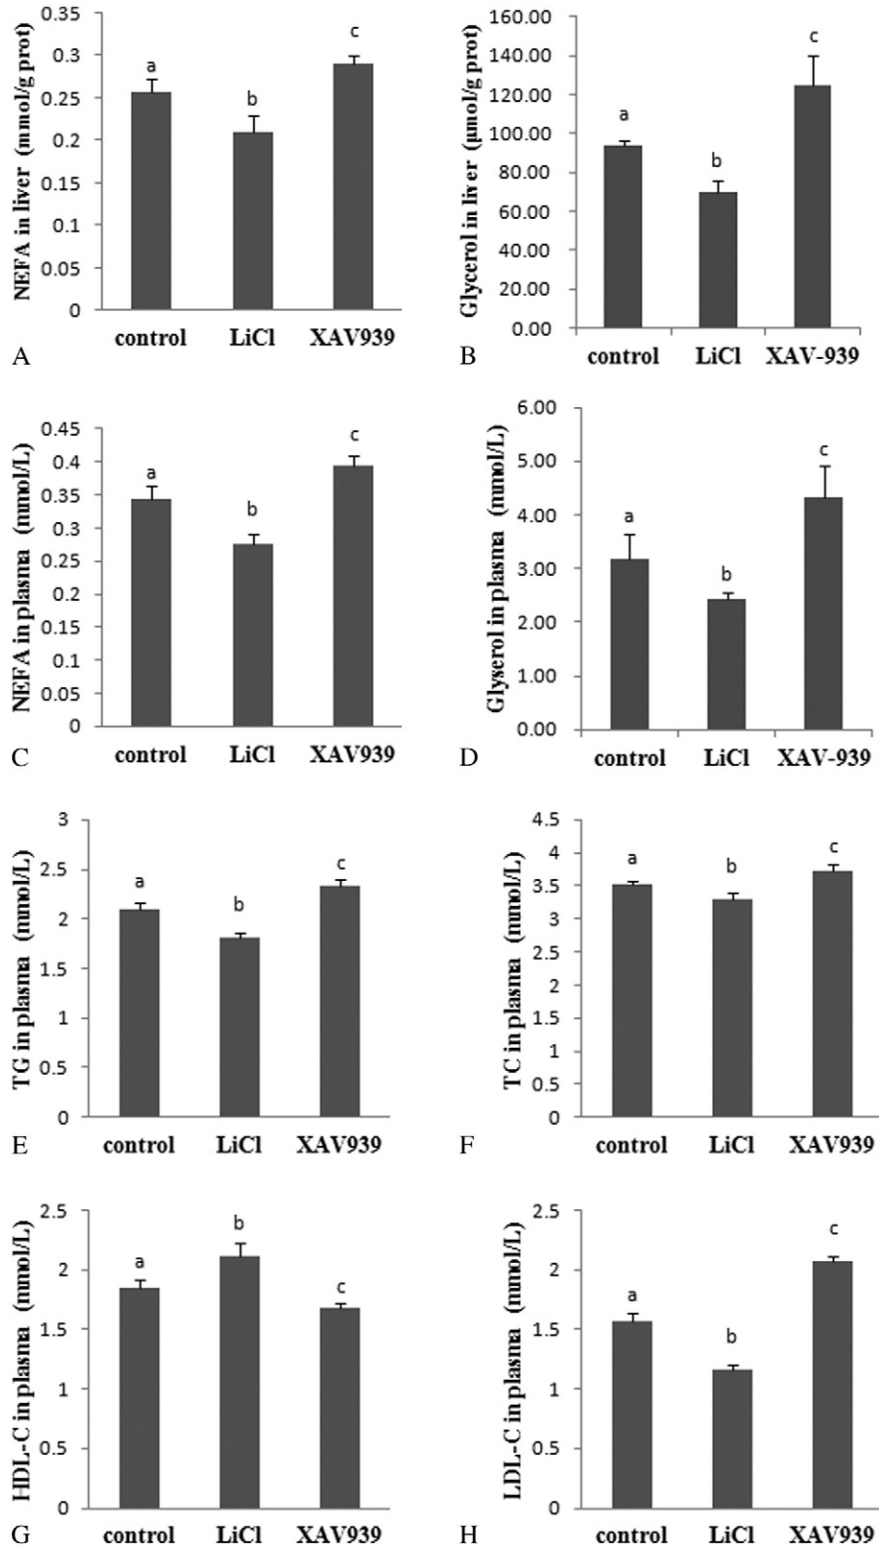 NEFA in liver (mmol/g prot)
0.35
0.3
0.25
0.2
0.15
0.1
0.05
0
a
b
c
control LiCl XAV939
A
Glycerol in liver (μmol/g prot)
160.00
140.00
120.00
100.00
80.00
60.00
40.00
20.00
0.00
a
b
c
control LiCl XAV-939
B
NEFA in plasma (mmol/L)
0.45
0.4
0.35
0.3
0.25
0.2
0.15
0.1
0.05
0
a
b
c
control LiCl XAV939
C
Glyserol in plasma (mmol/L)
6.00
5.00
4.00
3.00
2.00
1.00
0.00
a
b
c
control LiCl XAV-939
D
TG in plasma (mmol/L)
3
2.5
2
1.5
1
0.5
0
a
b
c
control LiCl XAV939
E
TC in plasma (mmol/L)
4.5
4
3.5
3
2.5
2
1.5
1
0.5
0
a
b
c
control LiCl XAV939
F
HDL-C in plasma (mmol/L)
2.5
2
1.5
1
0.5
0
a
b
c
control LiCl XAV939
G
LDL-C in plasma (mmol/L)
2.5
2
1.5
1
0.5
0
a
b
c
control LiCl XAV939
H